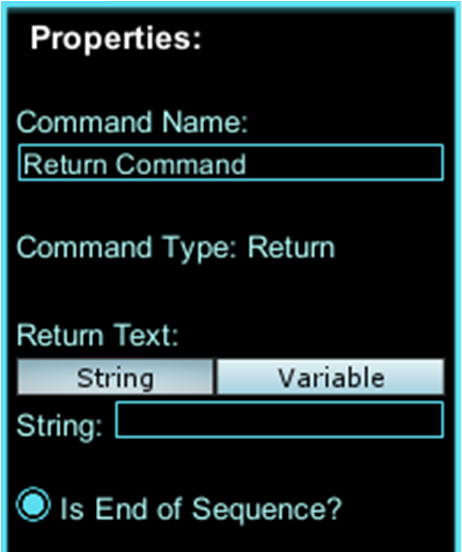 Properties:
Command Name:
Return Command
Command Type: Return
Return Text:
String Variable
String:
Is End of Sequence?